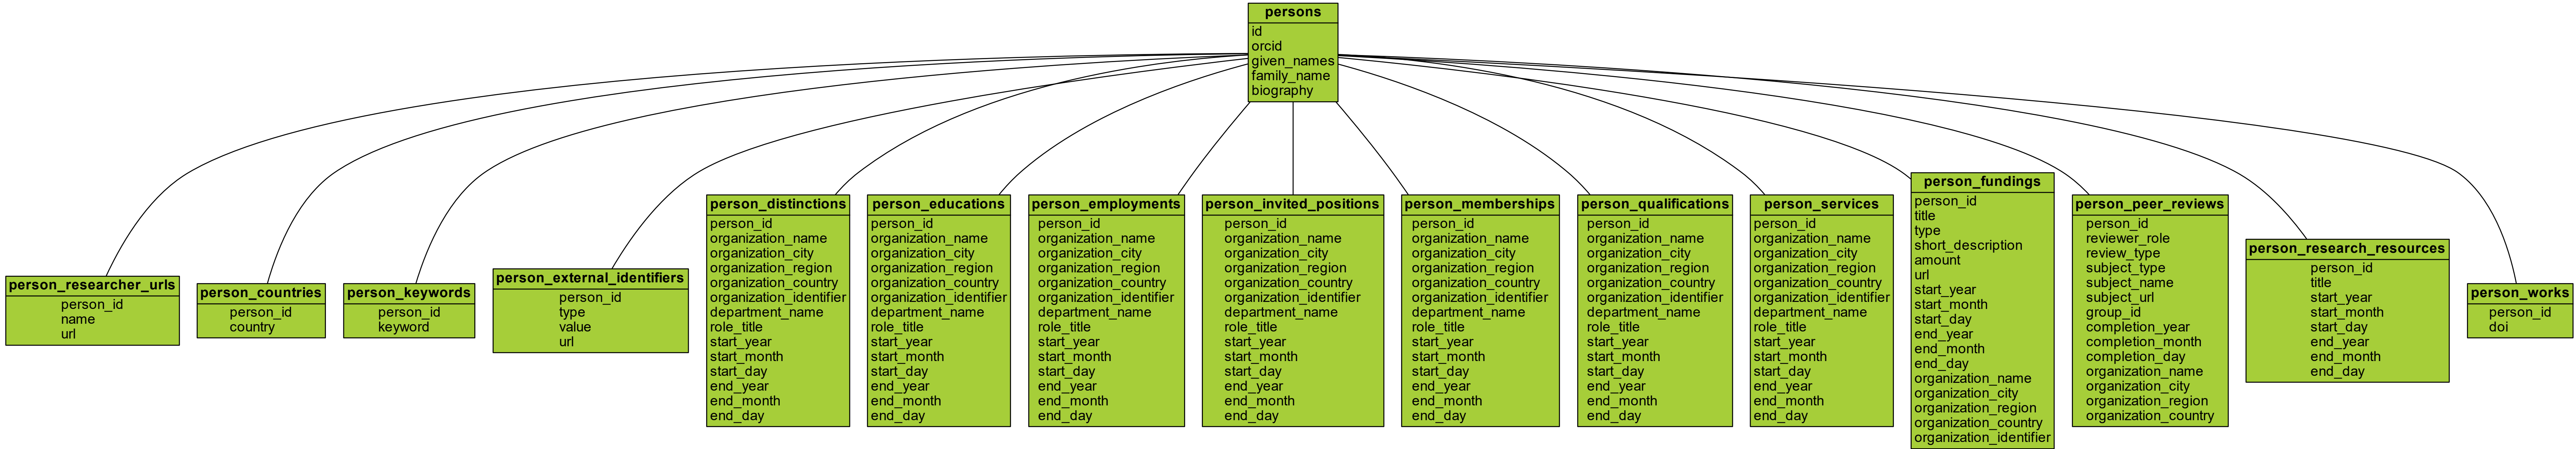 persons
id
orcid
given_names
family_name
biography
person_researcher_urls
person_id
name
url
person_countries
person_id
country
person_keywords
person_id
keyword
person_external_identifiers
person_id
type
value
url
person_distinctions
person_id
organization_name
organization_city
organization_region
organization_country
organization_identifier
department_name
role_title
start_year
start_month
start_day
end_year
end_month
end_day
person_educations
person_id
organization_name
organization_city
organization_region
organization_country
organization_identifier
department_name
role_title
start_year
start_month
start_day
end_year
end_month
end_day
person_employments
person_id
organization_name
organization_city
organization_region
organization_country
organization_identifier
department_name
role_title
start_year
start_month
start_day
end_year
end_month
end_day
person_invited_positions
person_id
organization_name
organization_city
organization_region
organization_country
organization_identifier
department_name
role_title
start_year
start_month
start_day
end_year
end_month
end_day
person_memberships
person_id
organization_name
organization_city
organization_region
organization_country
organization_identifier
department_name
role_title
start_year
start_month
start_day
end_year
end_month
end_day
person_qualifications
person_id
organization_name
organization_city
organization_region
organization_country
organization_identifier
department_name
role_title
start_year
start_month
start_day
end_year
end_month
end_day
person_services
person_id
organization_name
organization_city
organization_region
organization_country
organization_identifier
department_name
role_title
start_year
start_month
start_day
end_year
end_month
end_day
person_fundings
person_id
title
type
short_description
amount
url
start_year
start_month
start_day
end_year
end_month
end_day
organization_name
organization_city
organization_region
organization_country
organization_identifier
person_peer_reviews
person_id
reviewer_role
review_type
subject_type
subject_name
subject_url
group_id
completion_year
completion_month
completion_day
organization_name
organization_city
organization_region
organization_country
person_research_resources
person_id
title
start_year
start_month
start_day
end_year
end_month
end_day
person_works
person_id
doi